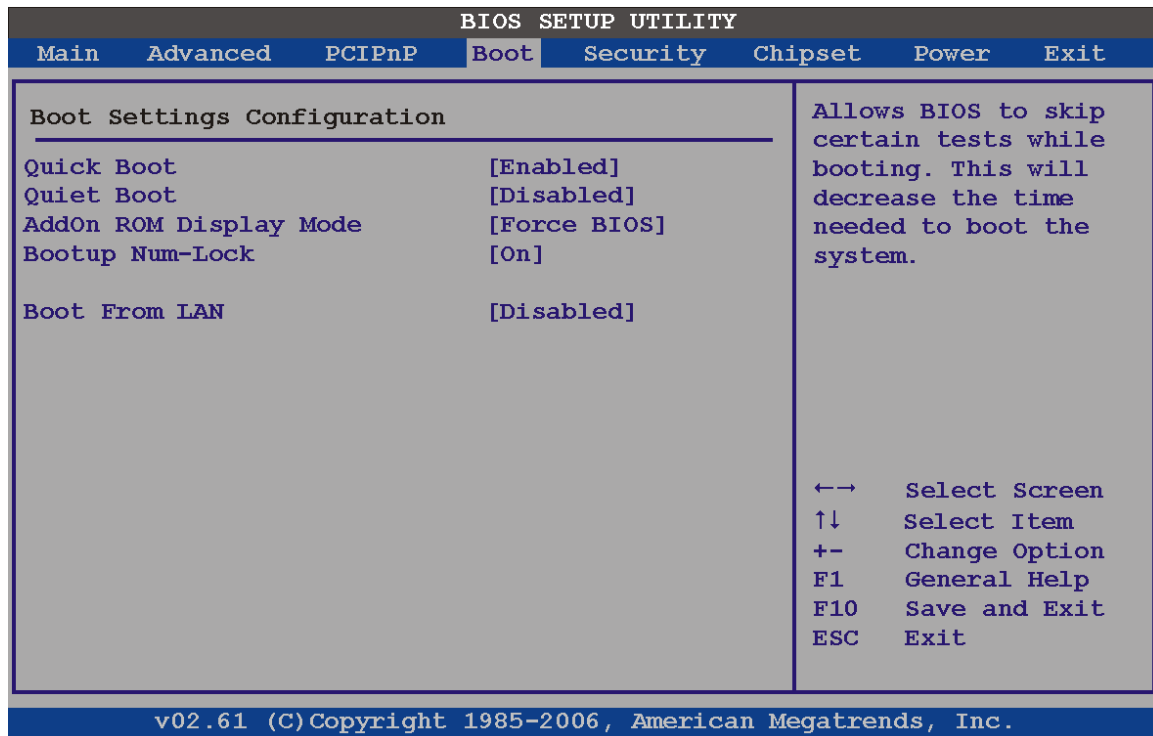 BIOS SETUP UTILITY
Main Advanced PCIPnP Boot Security Chipset Power Exit
Boot Settings Configuration
Quick Boot [Enabled]
Quiet Boot [Disabled]
AddOn ROM Display Mode [Force BIOS]
Bootup Num-Lock [On]
Boot From LAN [Disabled]
Allows BIOS to skip
certain tests while
booting. This will
decrease the time
needed to boot the
system.
←→ Select Screen
↑↓ Select Item
+- Change Option
F1 General Help
F10 Save and Exit
ESC Exit
v02.61 (C)Copyright 1985-2006, American Megatrends, Inc.